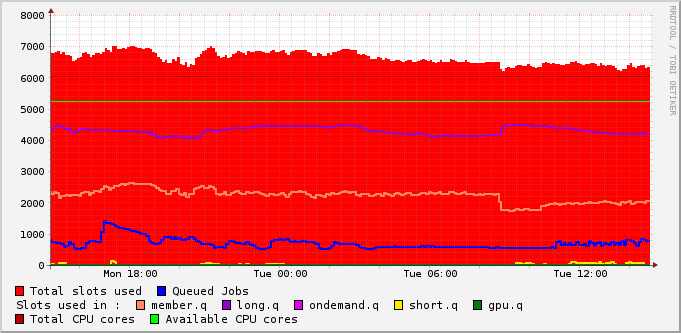 8000
7000
6000
5000
4000
3000
2000
1000
0
Mon 18:00 Tue 00:00 Tue 06:00 Tue 12:00
RRDTOOL / TOBI OETIKER
Total slots used Queued Jobs
Slots used in : member.q long.q ondemand.q short.q gpu.q
Total CPU cores Available CPU cores